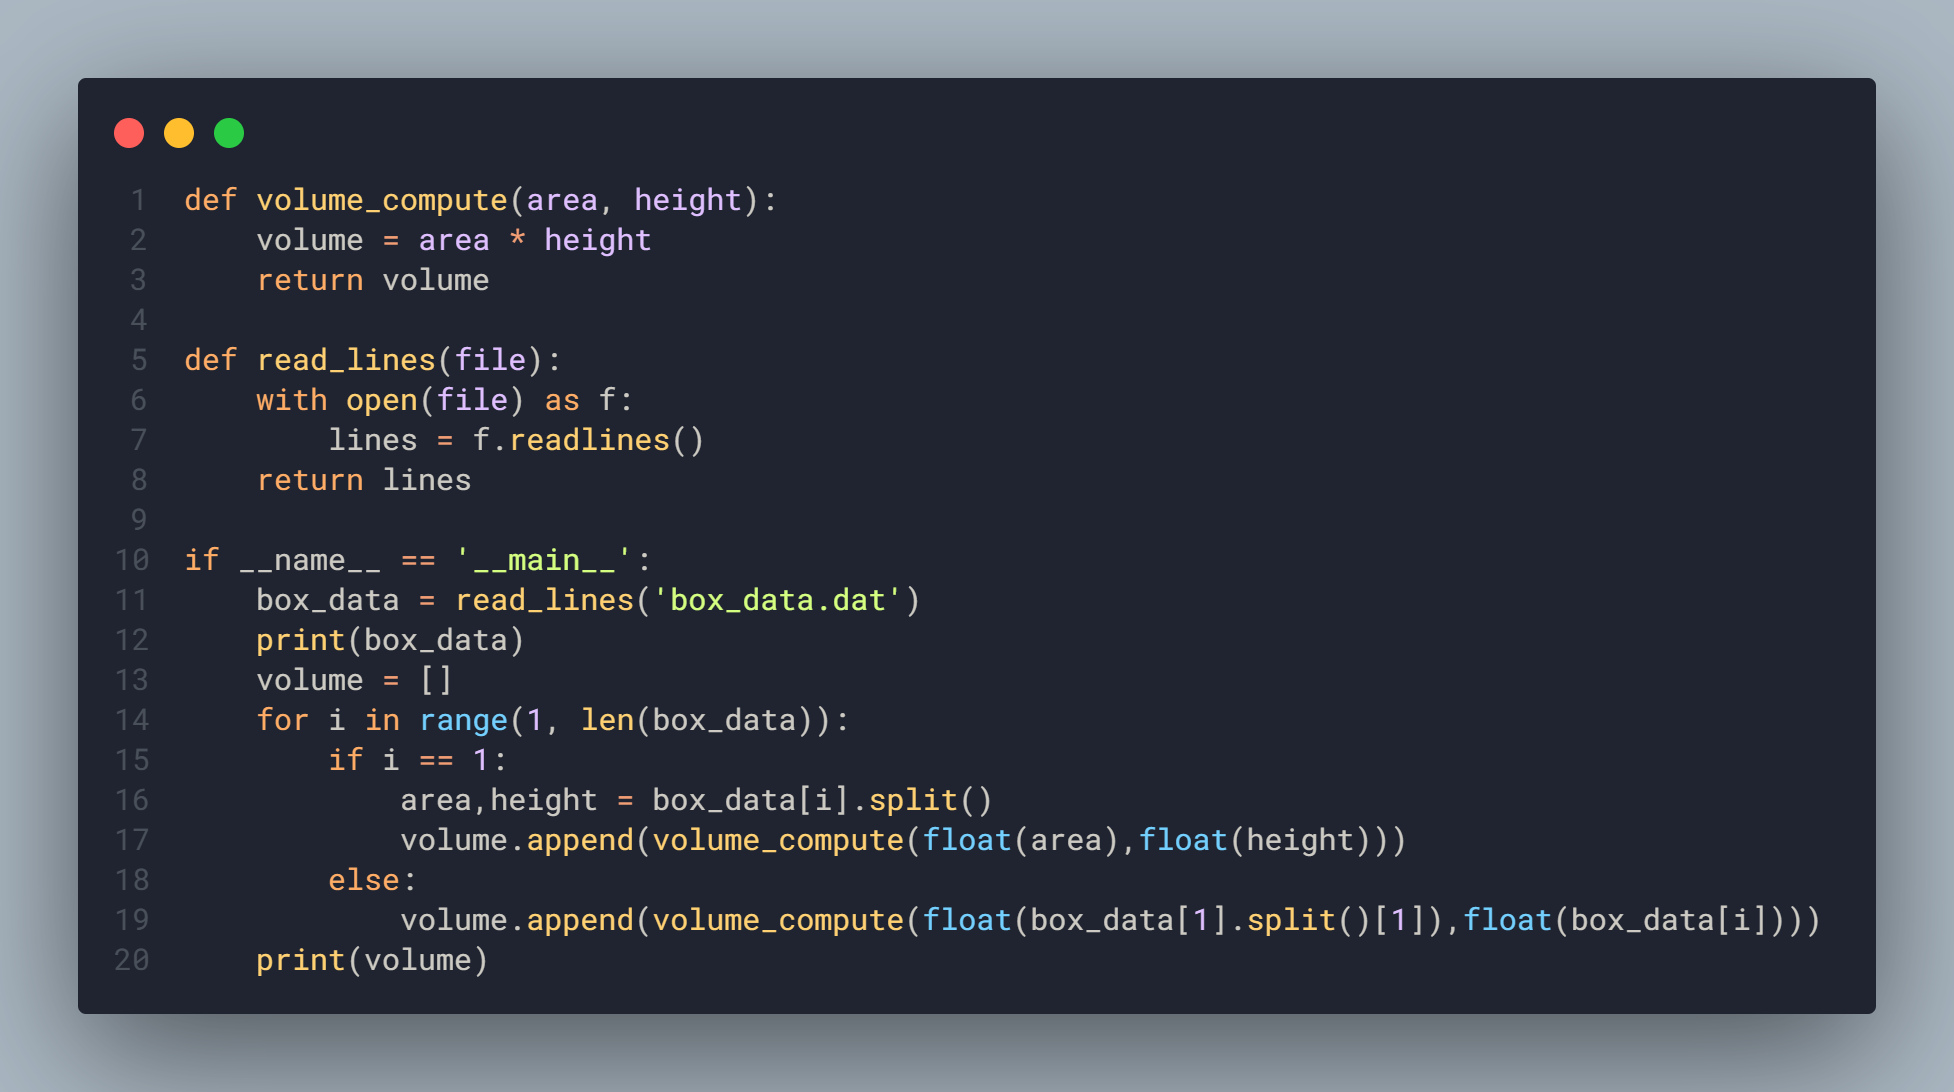 1 def volume_compute(area, height):
2     volume = area * height
3     return volume
4
5 def read_lines(file):
6     with open(file) as f:
7         lines = f.readlines()
8     return lines
9
10 if __name__ == '__main__':
11     box_data = read_lines('box_data.dat')
12     print(box_data)
13     volume = []
14     for i in range(1, len(box_data)):
15         if i == 1:
16             area,height = box_data[i].split()
17             volume.append(volume_compute(float(area),float(height)))
18         else:
19             volume.append(volume_compute(float(box_data[1].split()[1]),float(box_data[i])))
20     print(volume)